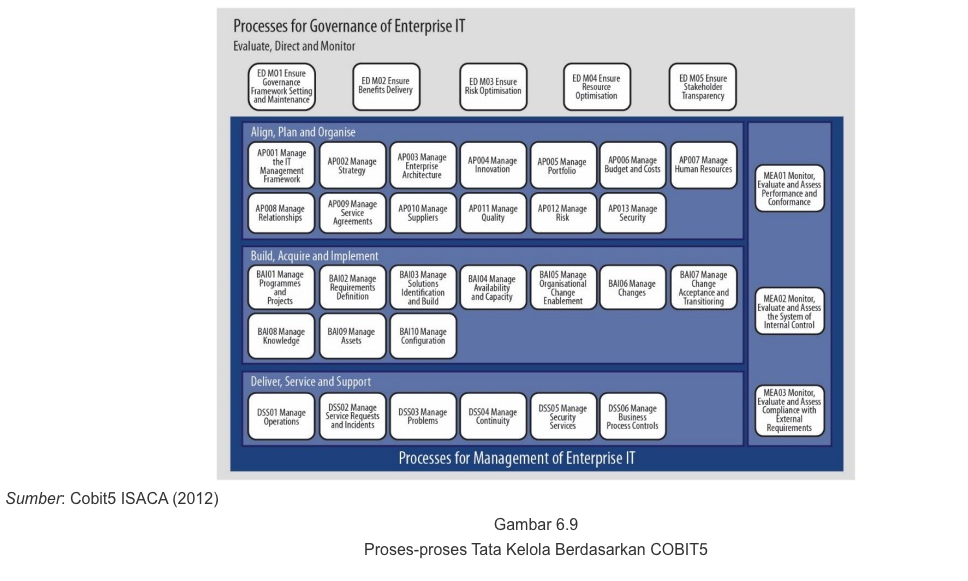 Processes for Governance of Enterprise IT
Evaluate, Direct and Monitor
ED M01 Ensure
Governance
Framework Setting
and Maintenance
ED M02 Ensure
Benefits Delivery
ED M03 Ensure
Risk Optimisation
ED M04 Ensure
Resource
Optimisation
ED M05 Ensure
Stakeholder
Transparency
Align, Plan and Organise
AP001 Manage
the IT
Management
Framework
AP002 Manage
Strategy
AP003 Manage
Enterprise
Architecture
AP004 Manage
Innovation
AP005 Manage
Portfolio
AP006 Manage
Budget and Costs
AP007 Manage
Human Resources
AP008 Manage
Relationships
AP009 Manage
Service
Agreements
AP010 Manage
Suppliers
AP011 Manage
Quality
AP012 Manage
Risk
AP013 Manage
Security
MEA01 Monitor,
Evaluate and Assess
Performance and
Conformance
Build, Acquire and Implement
BAI01 Manage
Programmes
and
Projects
BAI02 Manage
Requirements
Definition
BAI03 Manage
Solutions
Identification
and Build
BAI04 Manage
Availability
and Capacity
BAI05 Manage
Organisational
Change
Enablement
BAI06 Manage
Changes
BAI07 Manage
Change
Acceptance and
Transitoring
BAI08 Manage
Knowledge
BAI09 Manage
Assets
BAI10 Manage
Configuration
MEA02 Monitor,
Evaluate and Assess
the System of
Internal Control
Deliver, Service and Support
DSS01 Manage
Operations
DSS02 Manage
Service Requests
and Incidents
DSS03 Manage
Problems
DSS04 Manage
Continuity
DSS05 Manage
Security
Services
DSS06 Manage
Business
Process Controls
MEA03 Monitor,
Evaluate and Assess
Compliance with
External
Requirements
Processes for Management of Enterprise IT
Sumber: Cobit5 ISACA (2012)
Gambar 6.9
Proses-proses Tata Kelola Berdasarkan COBIT5